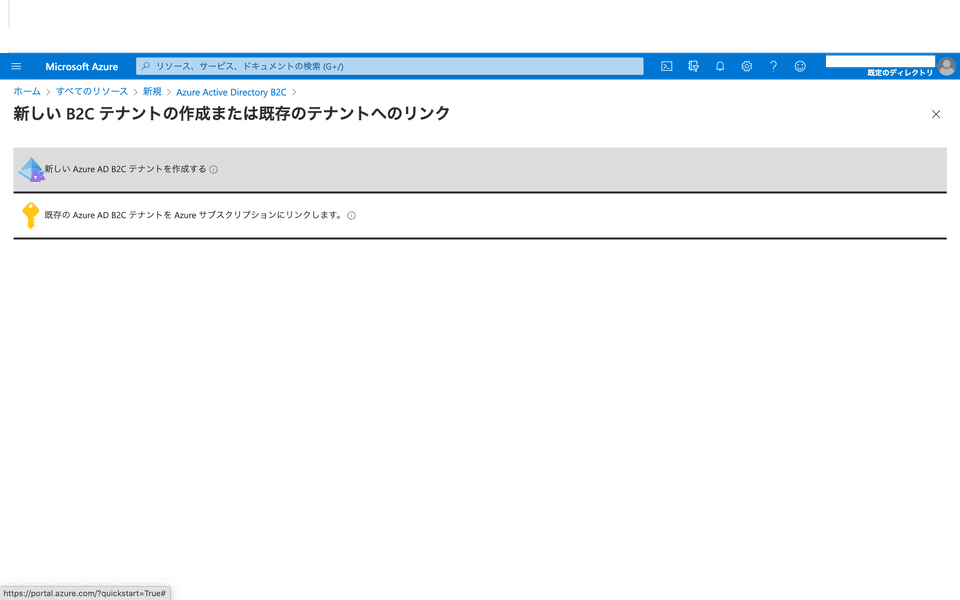 Microsoft Azure
リソース、サービス、ドキュメントの検索 (G+/)
既定のディレクトリ
ホーム > すべてのリソース > 新規 > Azure Active Directory B2C >
新しい B2C テナントの作成または既存のテナントへのリンク
新しい Azure AD B2C テナントを作成する
既存の Azure AD B2C テナントを Azure サブスクリプションにリンクします。
https://portal.azure.com/?quickstart=True#